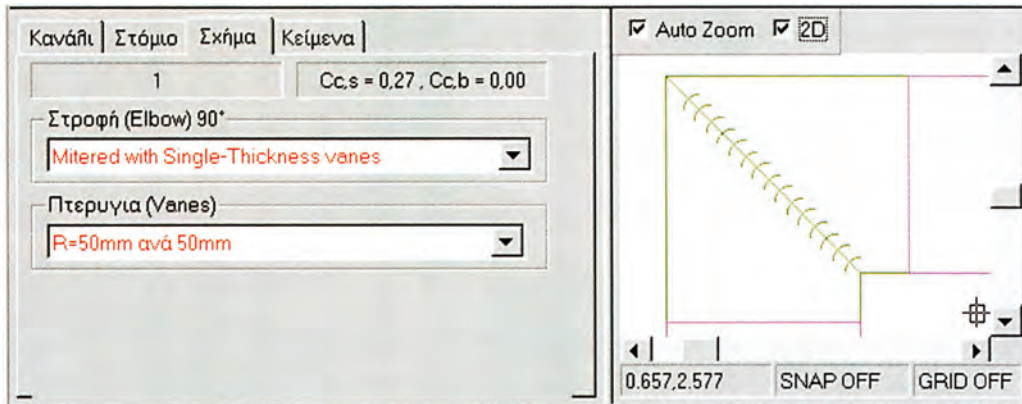 Κανάλι Στόμιο Σχήμα Κείμενα
1 Cc,s = 0,27 , Cc,b = 0,00
Στροφή (Elbow) 90°
Mitered with Single-Thickness vanes
Πτερυγια (Vanes)
R=50mm ανά 50mm
Auto Zoom 2D
0.657,2.577 SNAP OFF GRID OFF